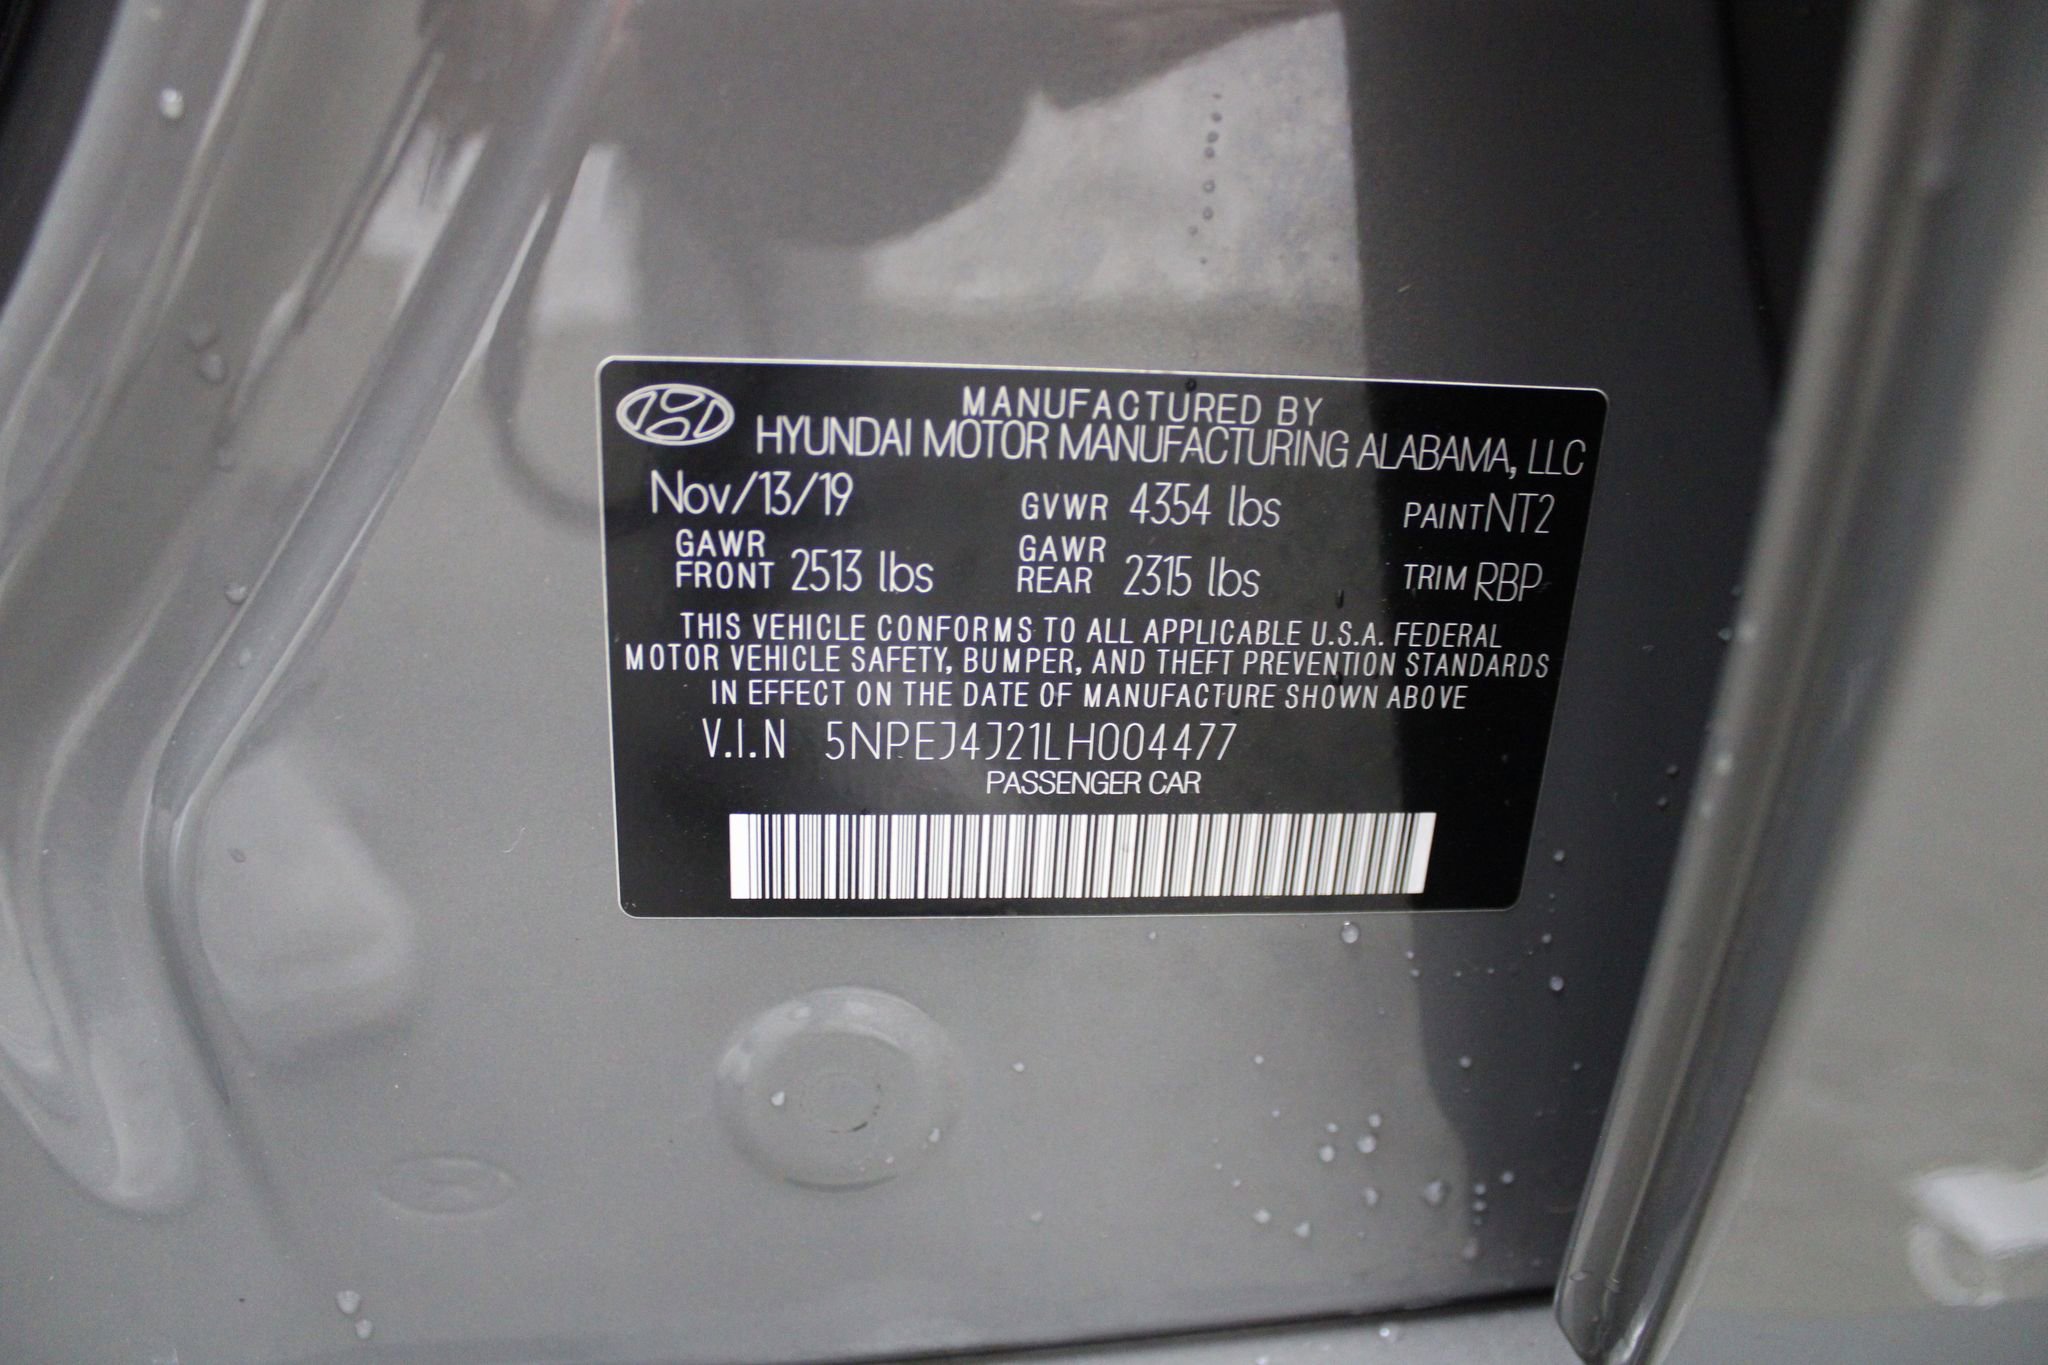 MANUFACTURED BY
HYUNDAI MOTOR MANUFACTURING ALABAMA, LLC
Nov/13/19 GVWR 4354 lbs PAINT NT2
GAWR FRONT 2513 lbs GAWR REAR 2315 lbs TRIM RBP
THIS VEHICLE CONFORMS TO ALL APPLICABLE U.S.A. FEDERAL
MOTOR VEHICLE SAFETY, BUMPER, AND THEFT PREVENTION STANDARDS
IN EFFECT ON THE DATE OF MANUFACTURE SHOWN ABOVE
V.I.N 5NPEJ4J21LH004477
PASSENGER CAR